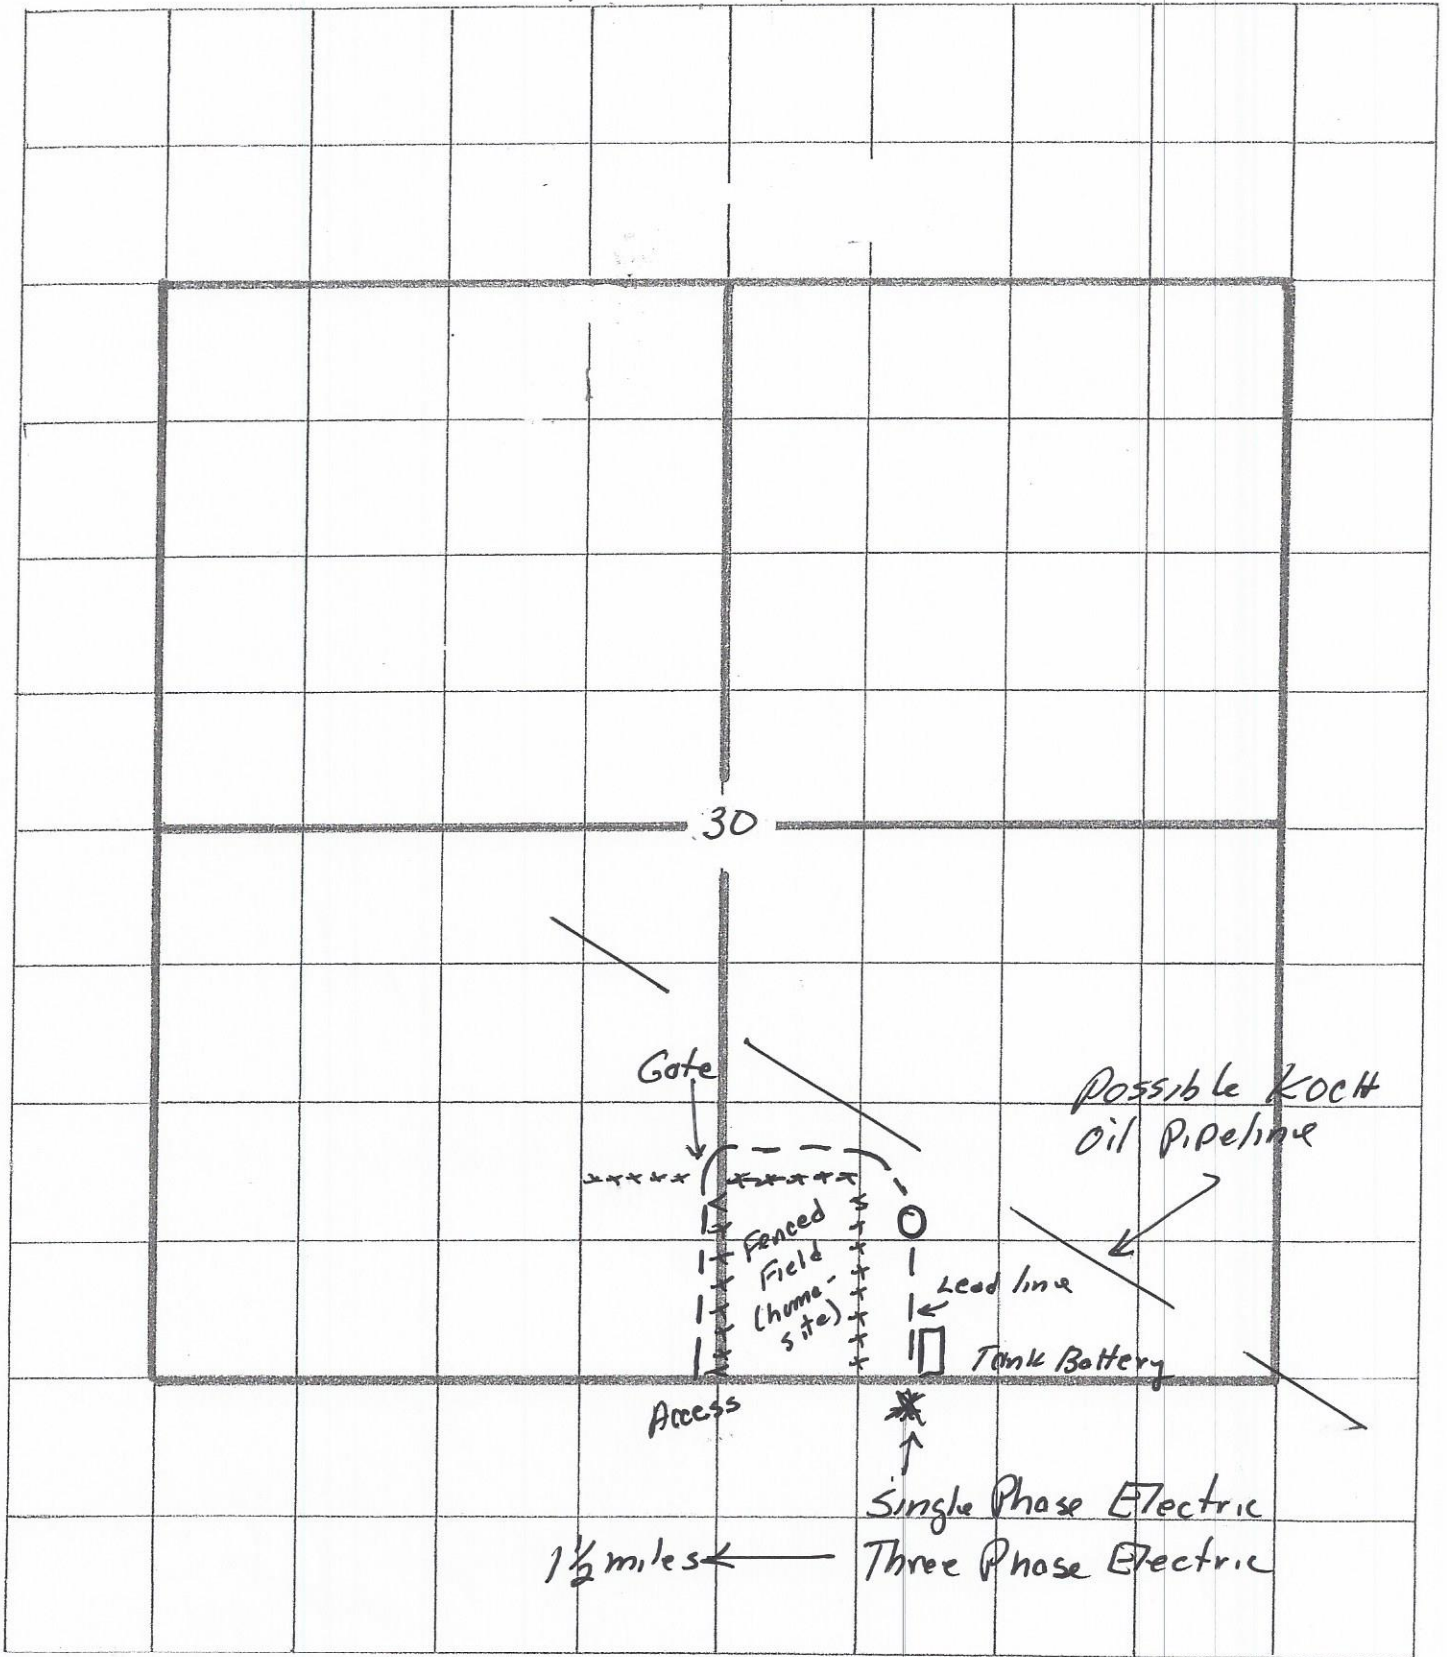 30
Gate
Possible KOCH
Oil Pipeline
Fenced
Field
(home-
site)
Lead line
Tank Battery
Access
Single Phase Electric
1½ miles
Three Phase Electric